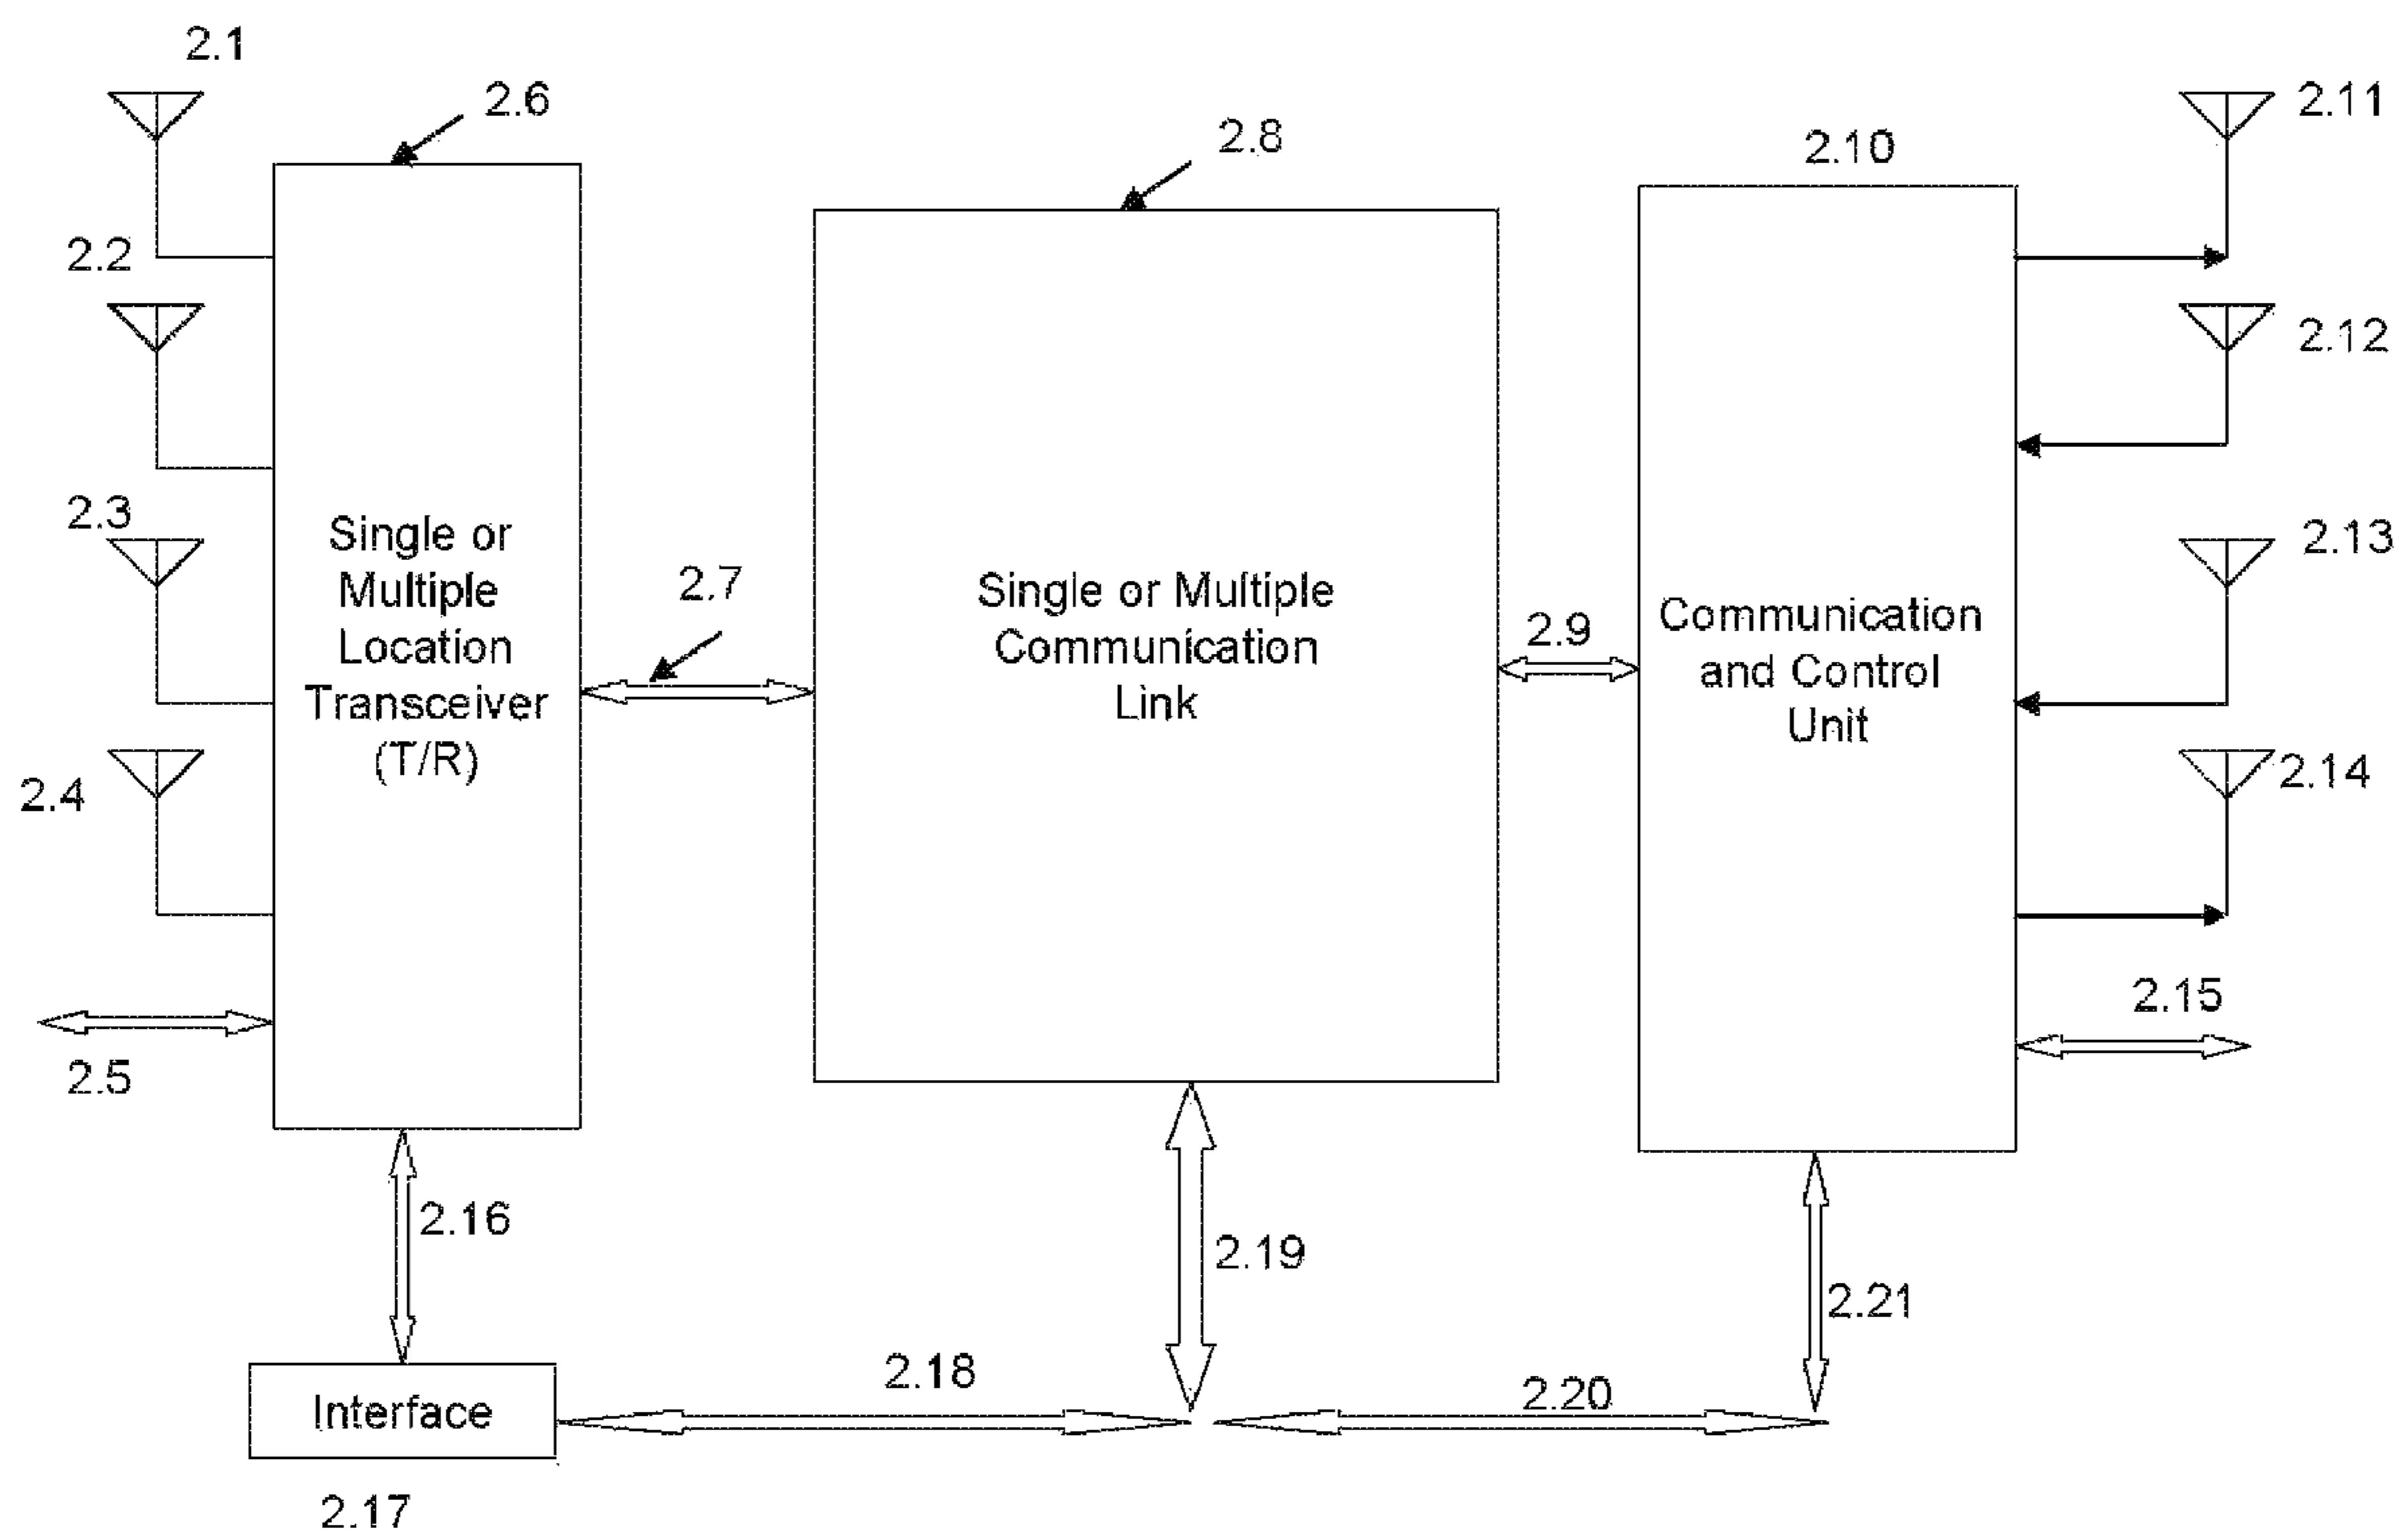 2.1
2.6
2.8
2.10
2.11
2.2
2.12
2.3
2.13
Single or
Multiple
Location
Transceiver
(T/R)
2.7
Single or Multiple
Communication
Link
2.9
Communication
and Control
Unit
2.4
2.14
2.5
2.15
2.16
2.19
2.21
Interface
2.18
2.20
2.17